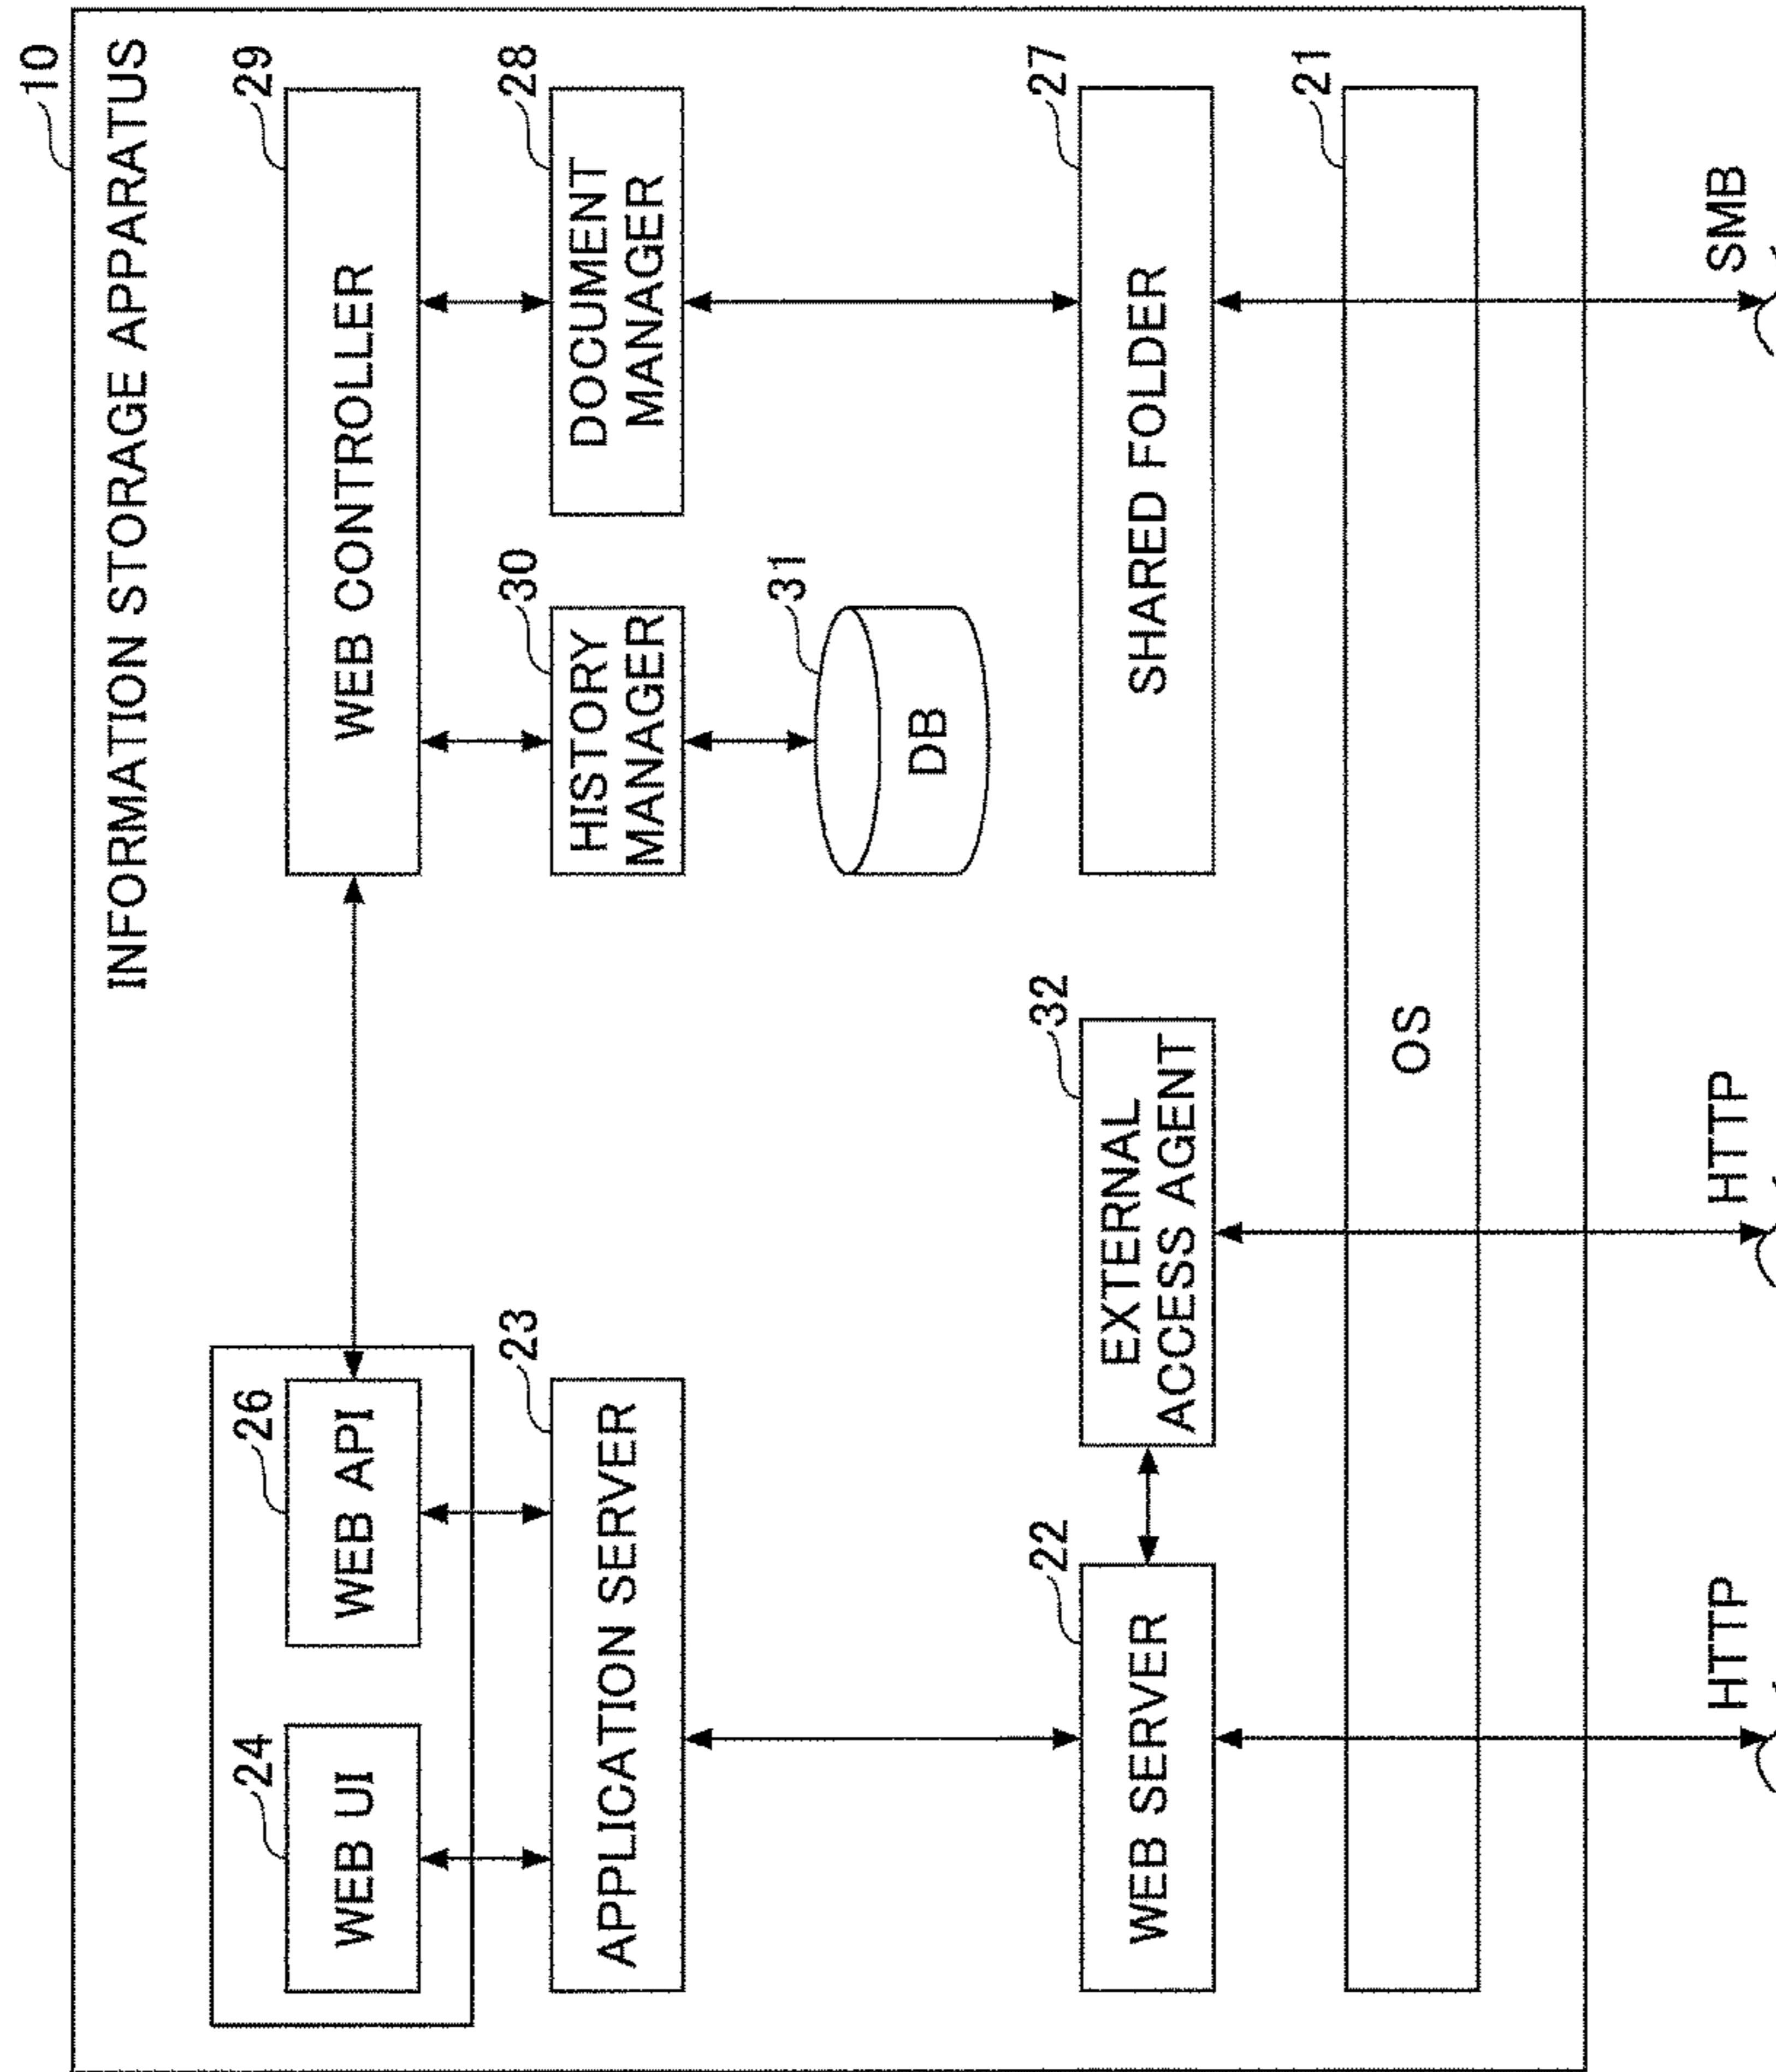 10
INFORMATION STORAGE APPARATUS
24
WEB UI
26
WEB API
29
WEB CONTROLLER
23
APPLICATION SERVER
30
HISTORY
MANAGER
28
DOCUMENT
MANAGER
31
DB
22
WEB SERVER
32
EXTERNAL
ACCESS AGENT
27
SHARED FOLDER
21
OS
HTTP
HTTP
SMB